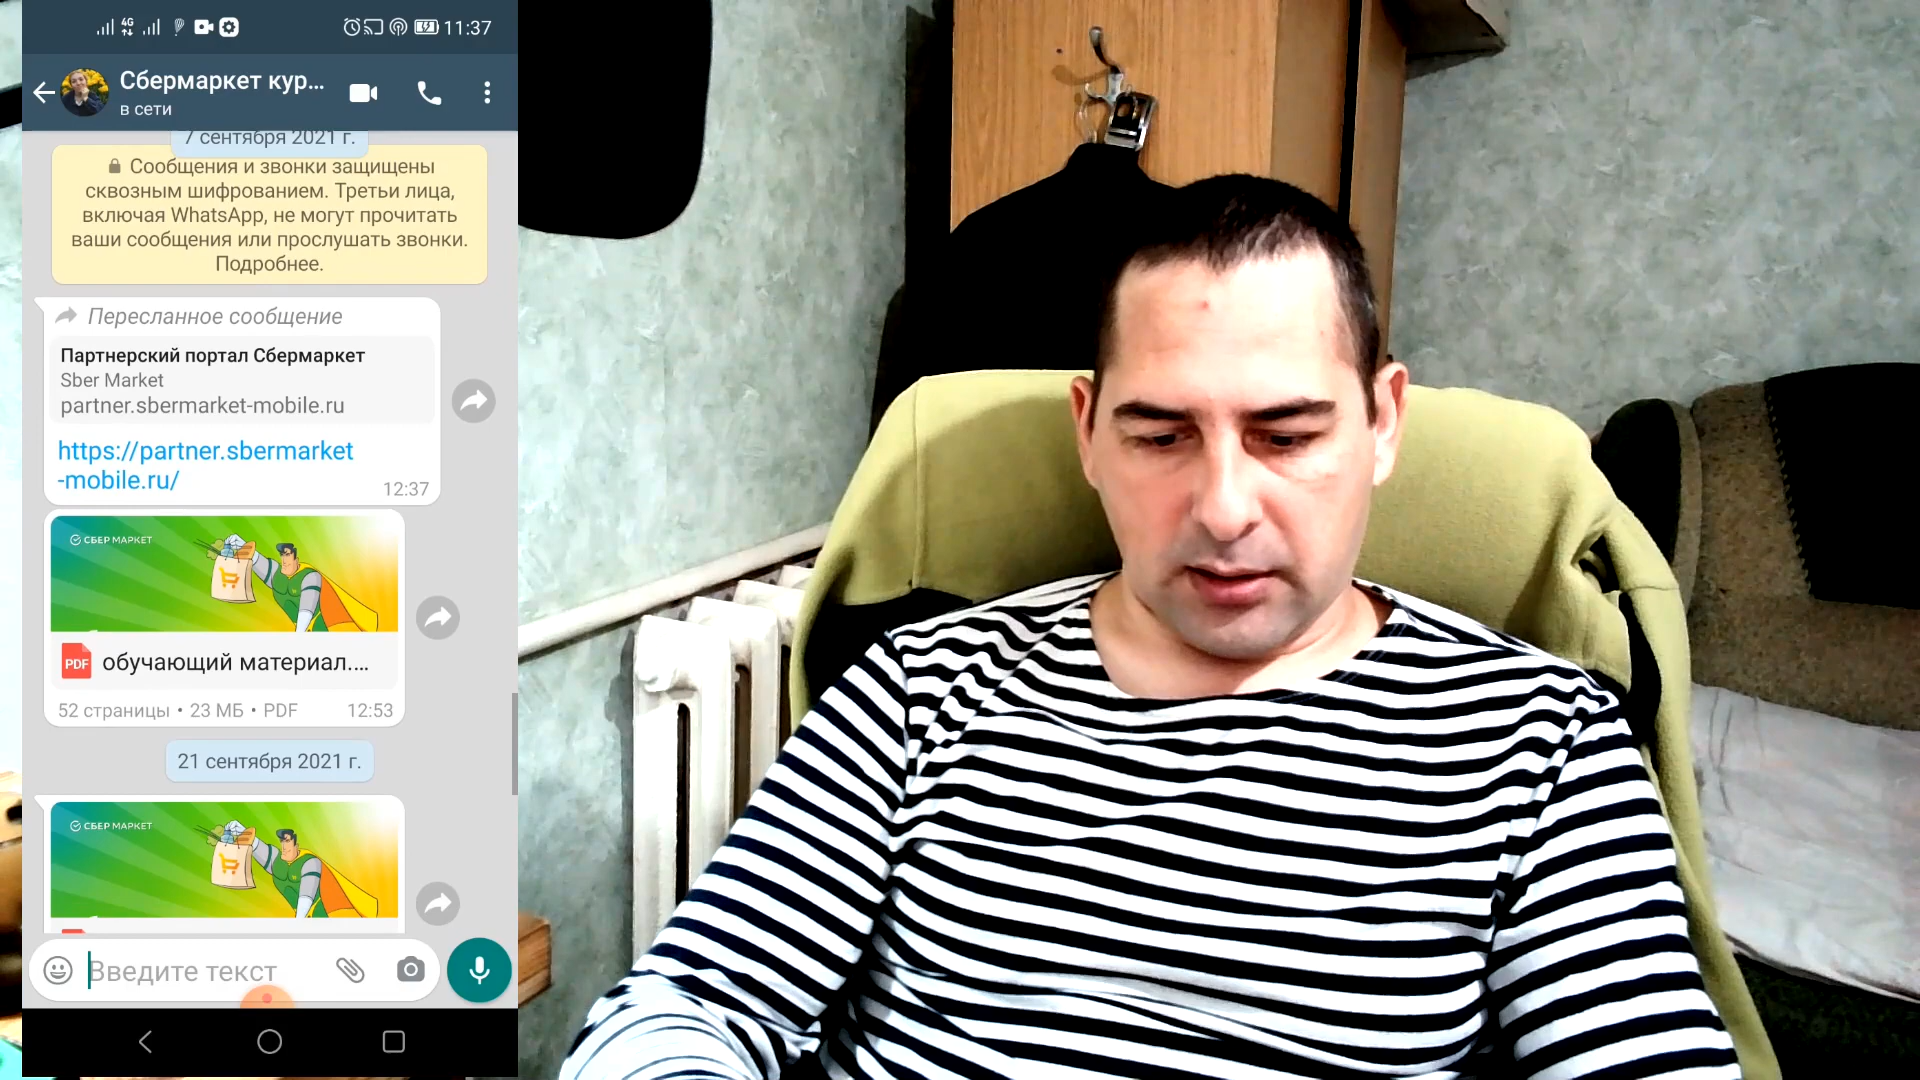 4G
11:37
Сбермаркет кур...
в сети
7 сентября 2021 г.
Сообщения и звонки защищены
сквозным шифрованием. Третьи лица,
включая WhatsApp, не могут прочитать
ваши сообщения или прослушать звонки.
Подробнее.
Пересланное сообщение
Партнерский портал Сбермаркет
Sber Market
partner.sbermarket-mobile.ru
https://partner.sbermarket
-mobile.ru/
12:37
СБЕР МАРКЕТ
PDF обучающий материал....
52 страницы • 23 МБ • PDF 12:53
21 сентября 2021 г.
СБЕР МАРКЕТ
Введите текст